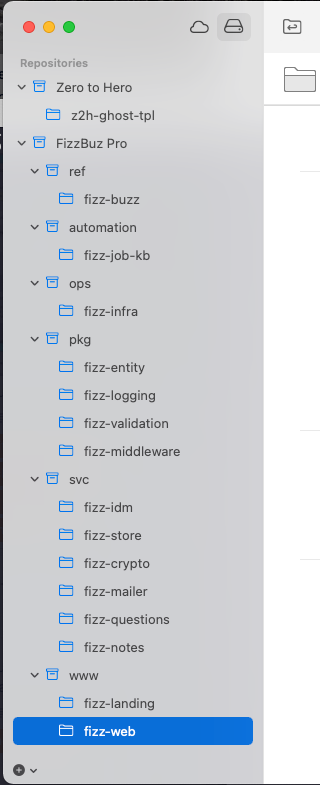 Repositories
Zero to Hero
z2h-ghost-tpl
FizzBuz Pro
ref
fizz-buzz
automation
fizz-job-kb
ops
fizz-infra
pkg
fizz-entity
fizz-logging
fizz-validation
fizz-middleware
svc
fizz-idm
fizz-store
fizz-crypto
fizz-mailer
fizz-questions
fizz-notes
www
fizz-landing
fizz-web